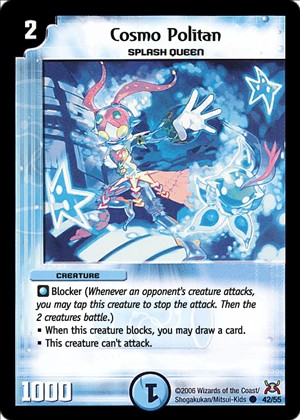 2
Cosmo Politan
SPLASH QUEEN
CREATURE
Blocker (Whenever an opponent's creature attacks,
you may tap this creature to stop the attack. Then the
2 creatures battle.)
▪ When this creature blocks, you may draw a card.
▪ This creature can't attack.
1000
1
©2006 Wizards of the Coast/
Shogakukan/Mitsui-Kids ● 42/55